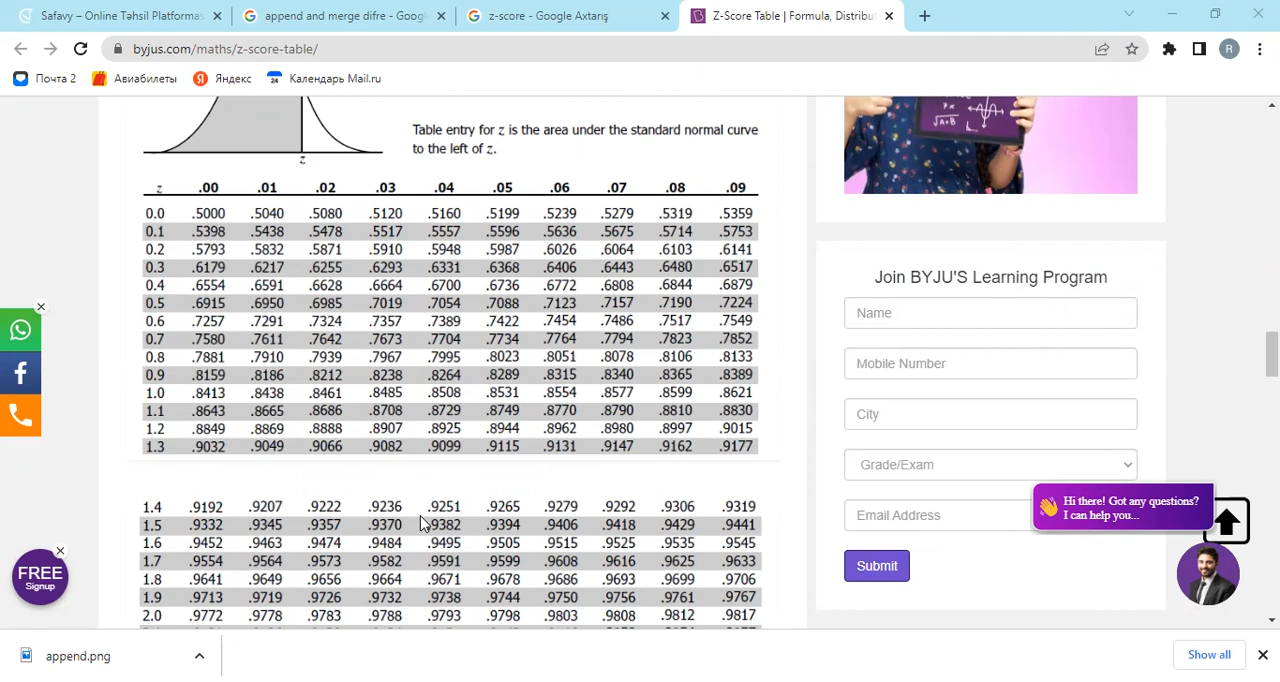 Safavy – Online Təhsil Platforması
append and merge difre - Google
z-score - Google Axtarış
Z-Score Table | Formula, Distribut
byjus.com/maths/z-score-table/
R
Почта 2
Авиабилеты
Яндекс
24 Календарь Mail.ru
Table entry for z is the area under the standard normal curve
to the left of z.
z
z .00 .01 .02 .03 .04 .05 .06 .07 .08 .09
0.0 .5000 .5040 .5080 .5120 .5160 .5199 .5239 .5279 .5319 .5359
0.1 .5398 .5438 .5478 .5517 .5557 .5596 .5636 .5675 .5714 .5753
0.2 .5793 .5832 .5871 .5910 .5948 .5987 .6026 .6064 .6103 .6141
0.3 .6179 .6217 .6255 .6293 .6331 .6368 .6406 .6443 .6480 .6517
0.4 .6554 .6591 .6628 .6664 .6700 .6736 .6772 .6808 .6844 .6879
0.5 .6915 .6950 .6985 .7019 .7054 .7088 .7123 .7157 .7190 .7224
0.6 .7257 .7291 .7324 .7357 .7389 .7422 .7454 .7486 .7517 .7549
0.7 .7580 .7611 .7642 .7673 .7704 .7734 .7764 .7794 .7823 .7852
0.8 .7881 .7910 .7939 .7967 .7995 .8023 .8051 .8078 .8106 .8133
0.9 .8159 .8186 .8212 .8238 .8264 .8289 .8315 .8340 .8365 .8389
1.0 .8413 .8438 .8461 .8485 .8508 .8531 .8554 .8577 .8599 .8621
1.1 .8643 .8665 .8686 .8708 .8729 .8749 .8770 .8790 .8810 .8830
1.2 .8849 .8869 .8888 .8907 .8925 .8944 .8962 .8980 .8997 .9015
1.3 .9032 .9049 .9066 .9082 .9099 .9115 .9131 .9147 .9162 .9177
1.4 .9192 .9207 .9222 .9236 .9251 .9265 .9279 .9292 .9306 .9319
1.5 .9332 .9345 .9357 .9370 .9382 .9394 .9406 .9418 .9429 .9441
1.6 .9452 .9463 .9474 .9484 .9495 .9505 .9515 .9525 .9535 .9545
1.7 .9554 .9564 .9573 .9582 .9591 .9599 .9608 .9616 .9625 .9633
1.8 .9641 .9649 .9656 .9664 .9671 .9678 .9686 .9693 .9699 .9706
1.9 .9713 .9719 .9726 .9732 .9738 .9744 .9750 .9756 .9761 .9767
2.0 .9772 .9778 .9783 .9788 .9793 .9798 .9803 .9808 .9812 .9817
√A+B
Join BYJU'S Learning Program
Name
Mobile Number
City
Grade/Exam
Email Address
Submit
Hi there! Got any questions?
I can help you...
FREE
Signup
append.png
Show all